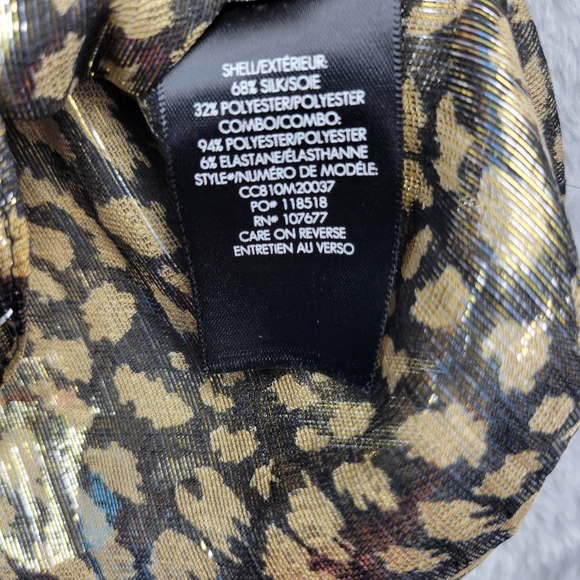 SHELL/EXTÉRIEUR:
68% SILK/SOIE
32% POLYESTER/POLYESTER
COMBO/COMBO:
94% POLYESTER/POLYESTER
6% ELASTANE/ÉLASTHANNE
STYLE#/NUMÉRO DE MODÈLE:
CC810M20037
PO# 118518
RN# 107677
CARE ON REVERSE
ENTRETIEN AU VERSO